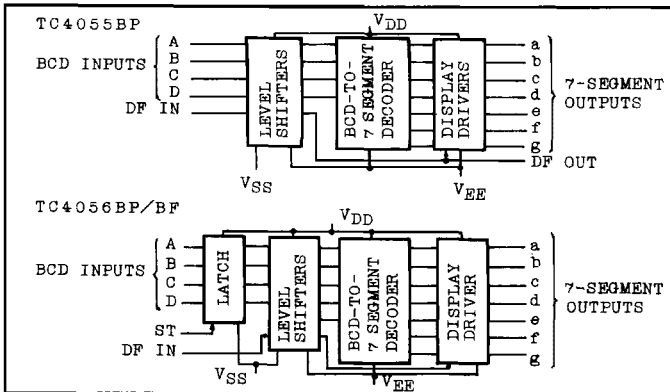 TC4055BP
VDD
A
B
C
D
BCD INPUTS
DF IN
LEVEL
SHIFTERS
BCD-TO-
7 SEGMENT
DECODER
DISPLAY
DRIVERS
a
b
c
d
e
f
g
7-SEGMENT
OUTPUTS
DF OUT
VSS
VEE
TC4056BP/BF
VDD
A
B
C
D
BCD INPUTS
ST
DF IN
LATCH
LEVEL
SHIFTERS
BCD-TO-
7 SEGMENT
DECODER
DISPLAY
DRIVER
a
b
c
d
e
f
g
7-SEGMENT
OUTPUTS
VSS
VEE